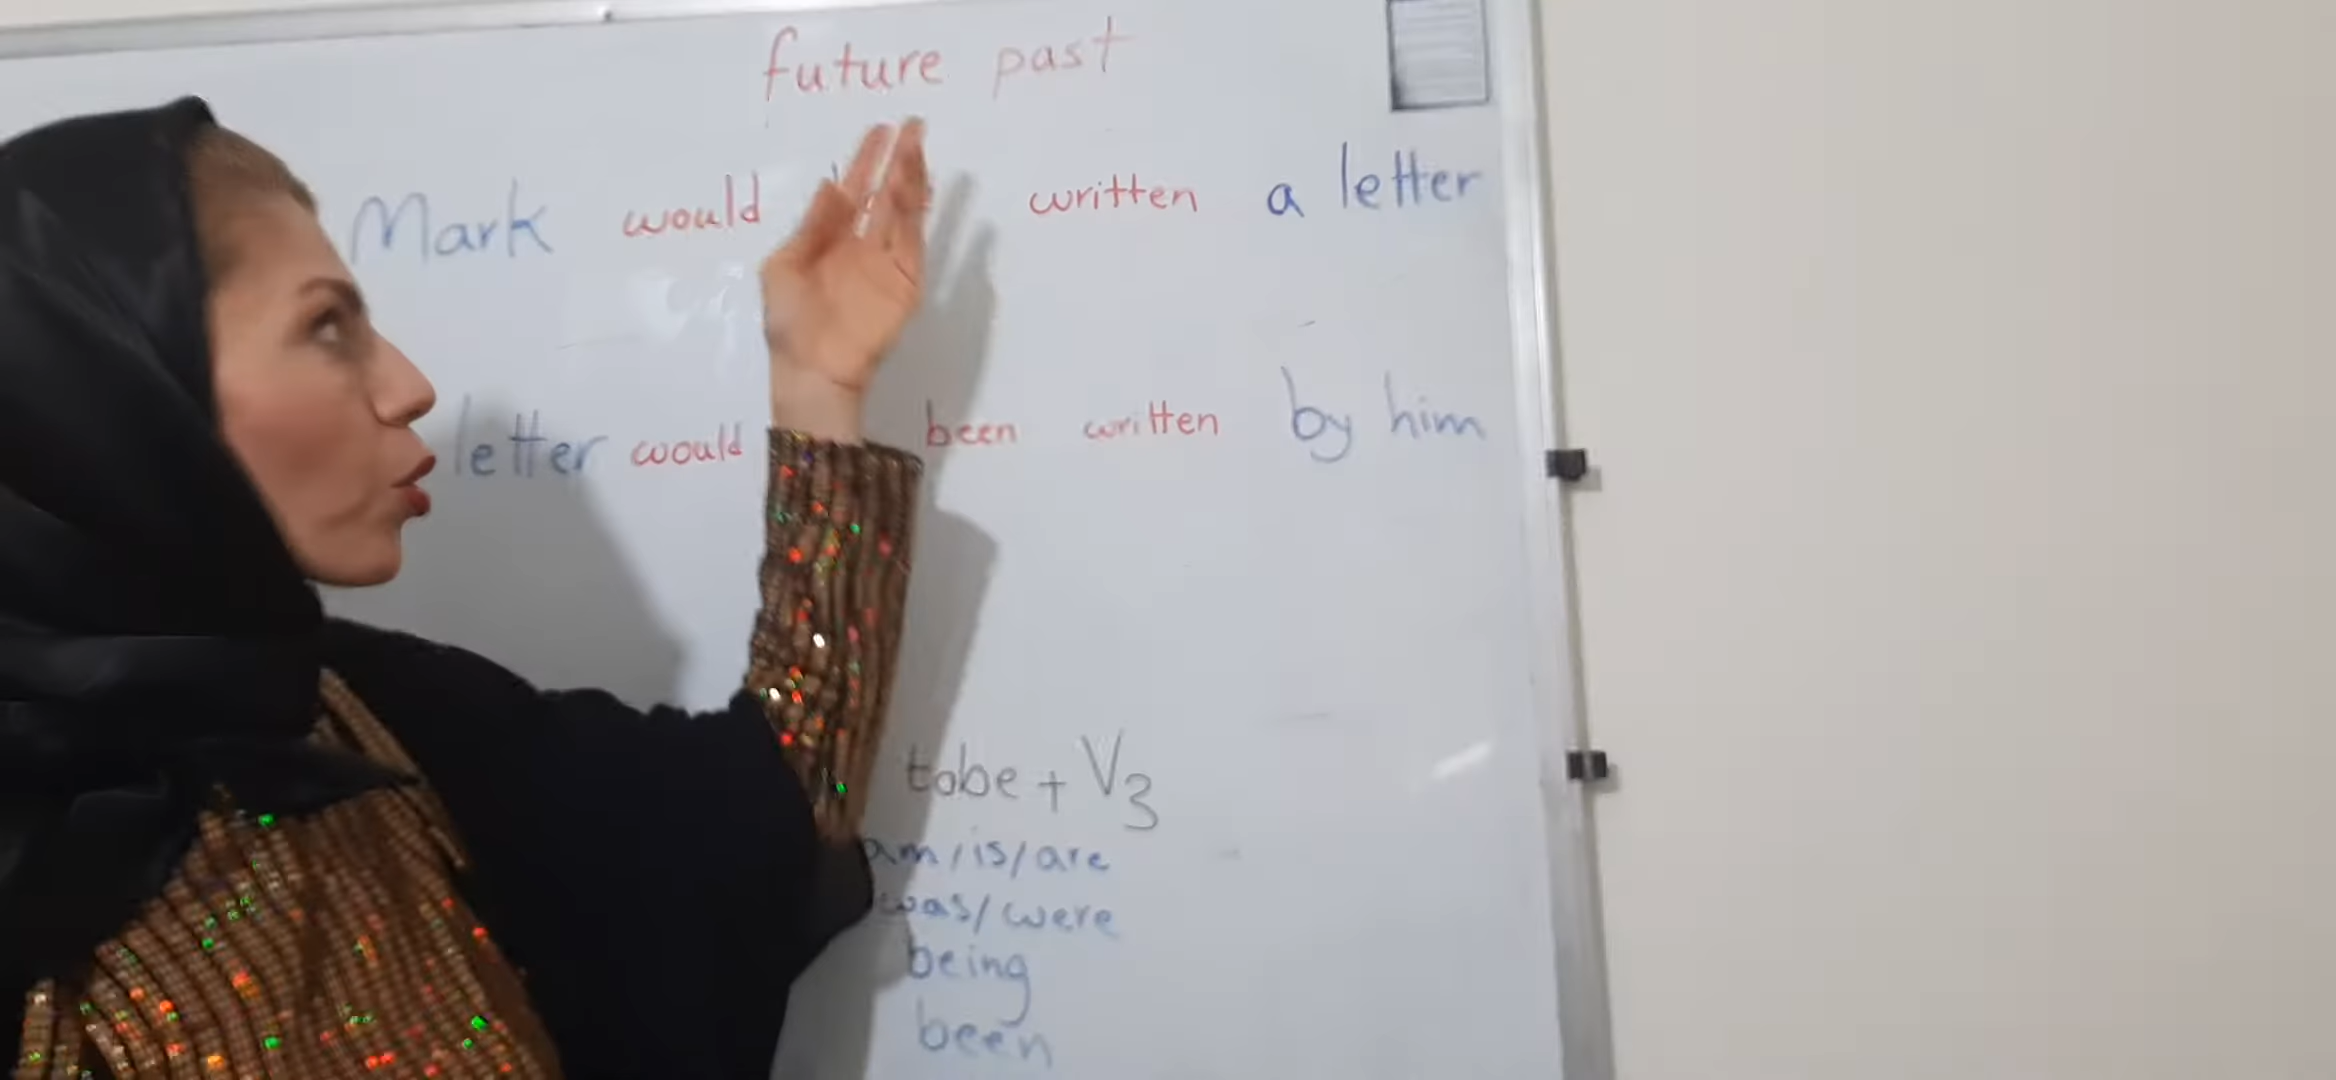 future past
Mark would written a letter
letter would been written by him
tobe + V3
am/is/are
was/were
being
been